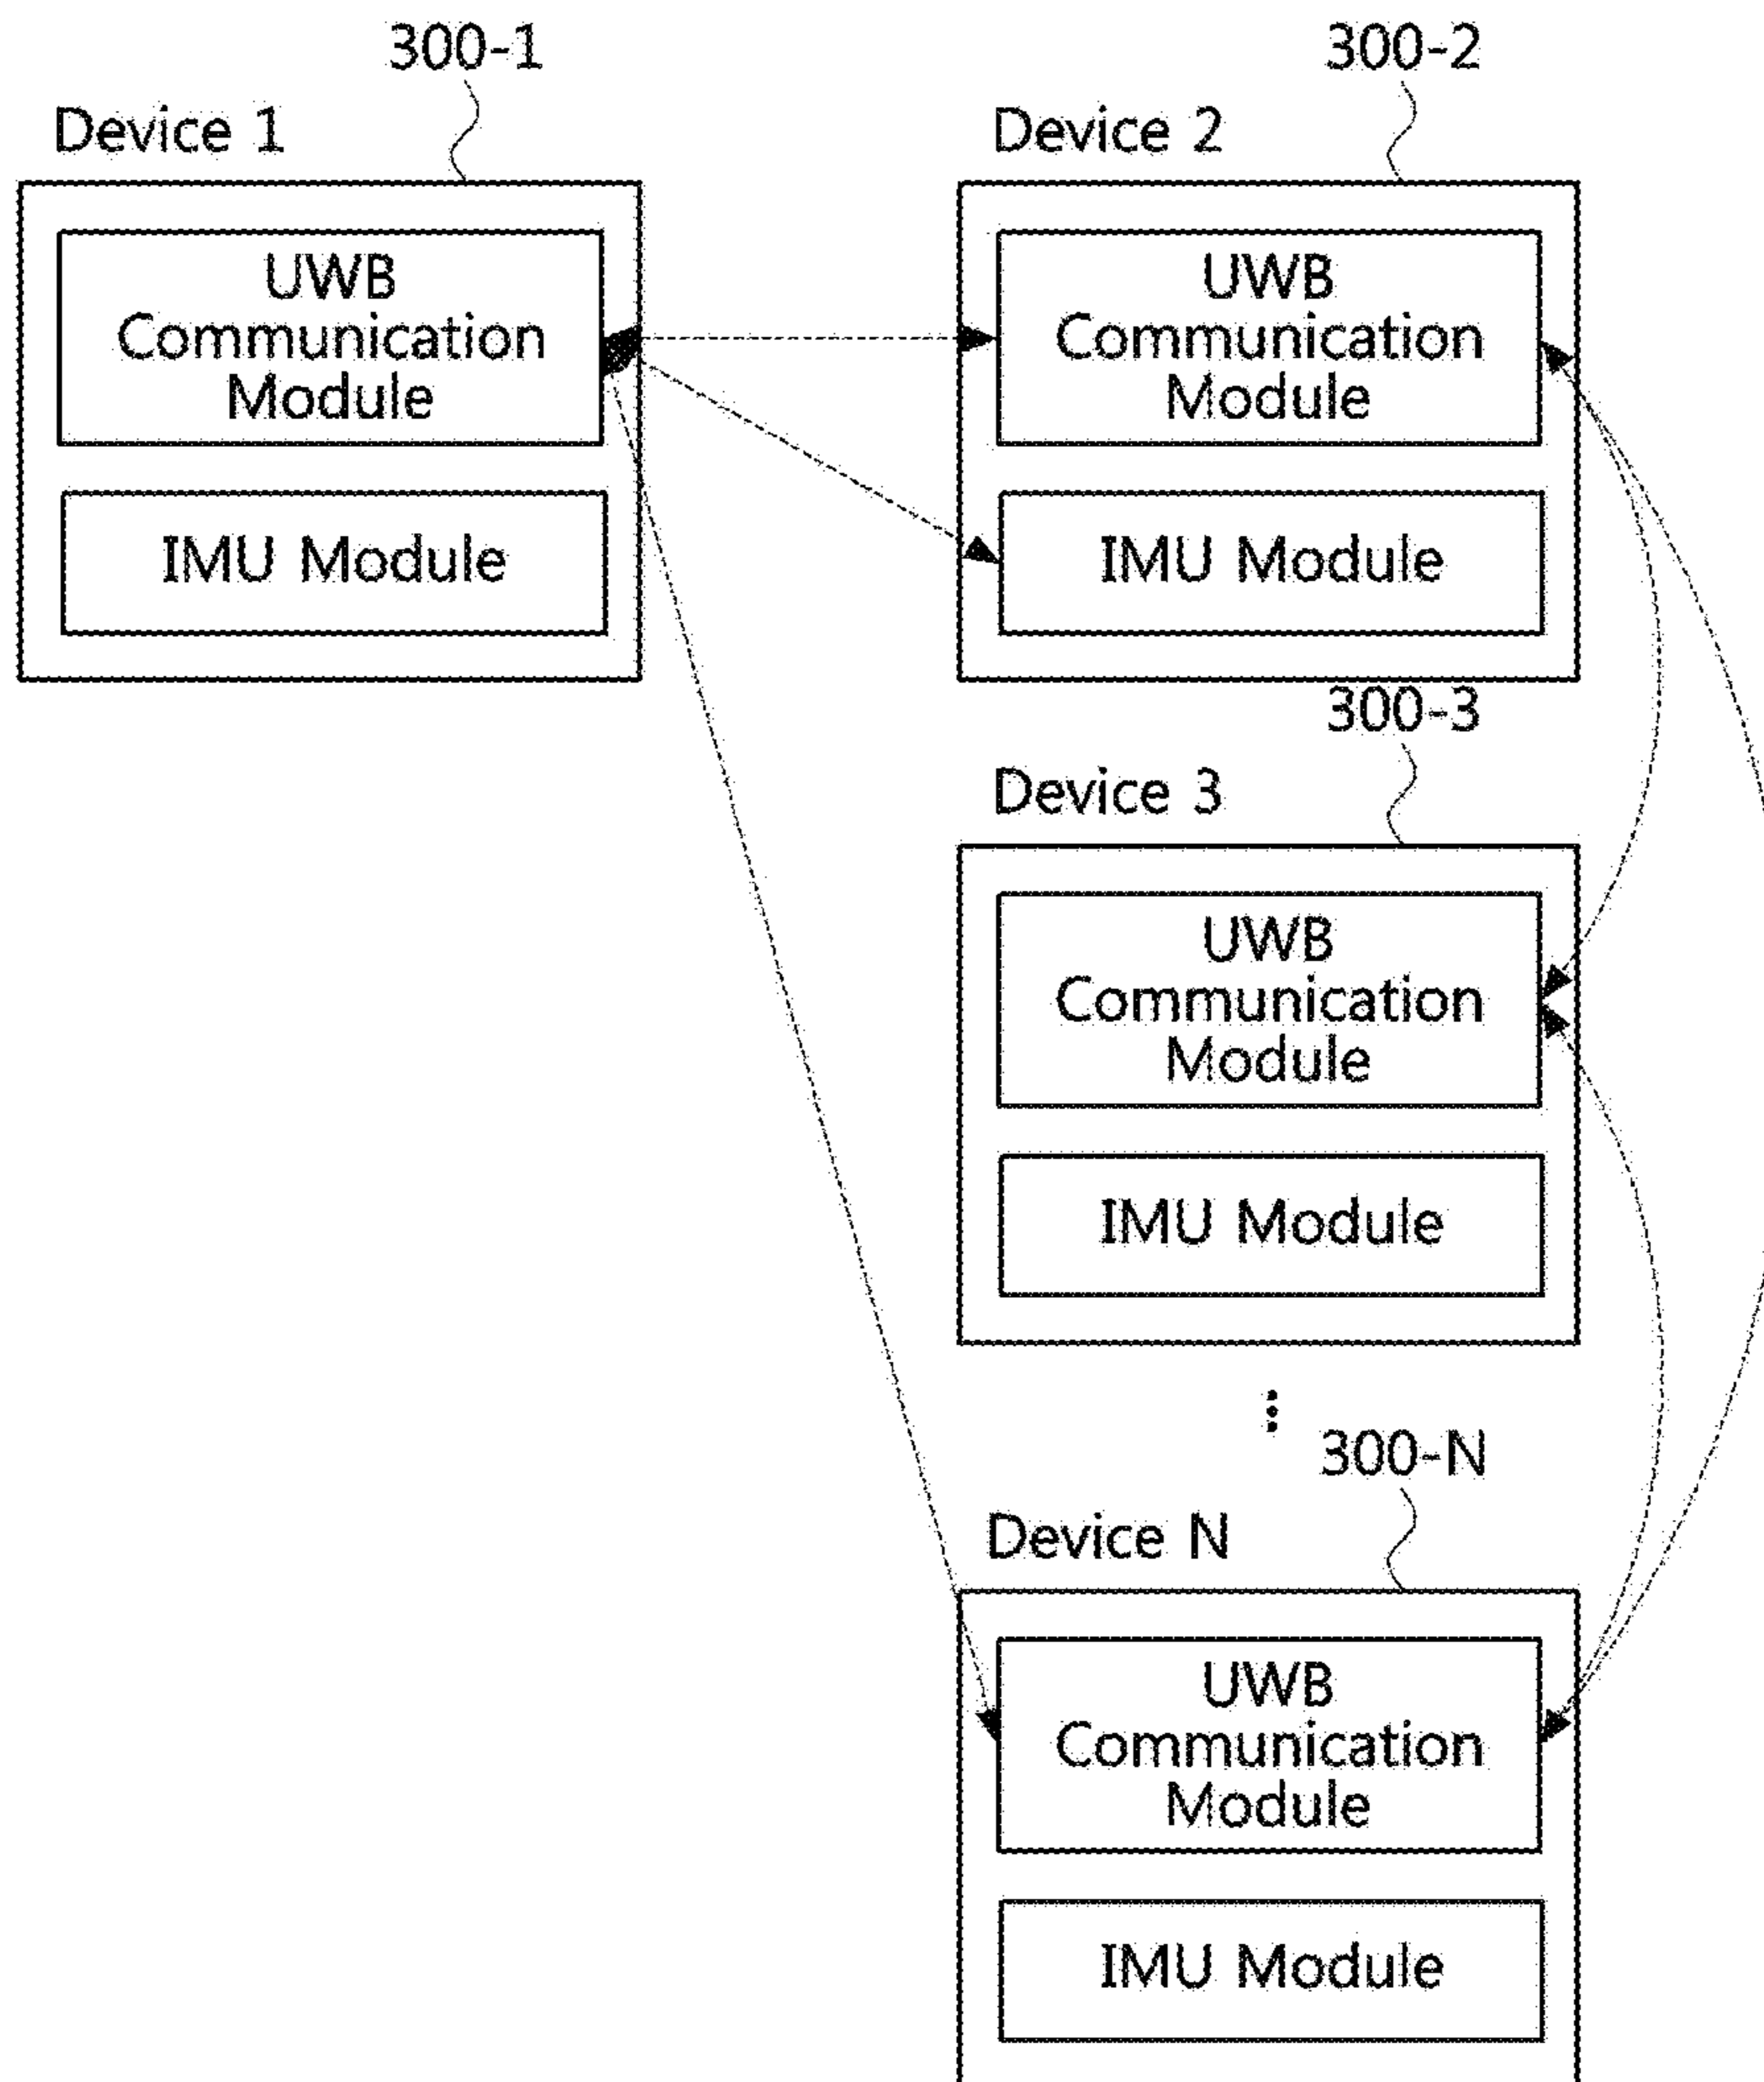 300-1
Device 1
UWB
Communication
Module
IMU Module
300-2
Device 2
UWB
Communication
Module
IMU Module
300-3
Device 3
UWB
Communication
Module
IMU Module
⋮
300-N
Device N
UWB
Communication
Module
IMU Module